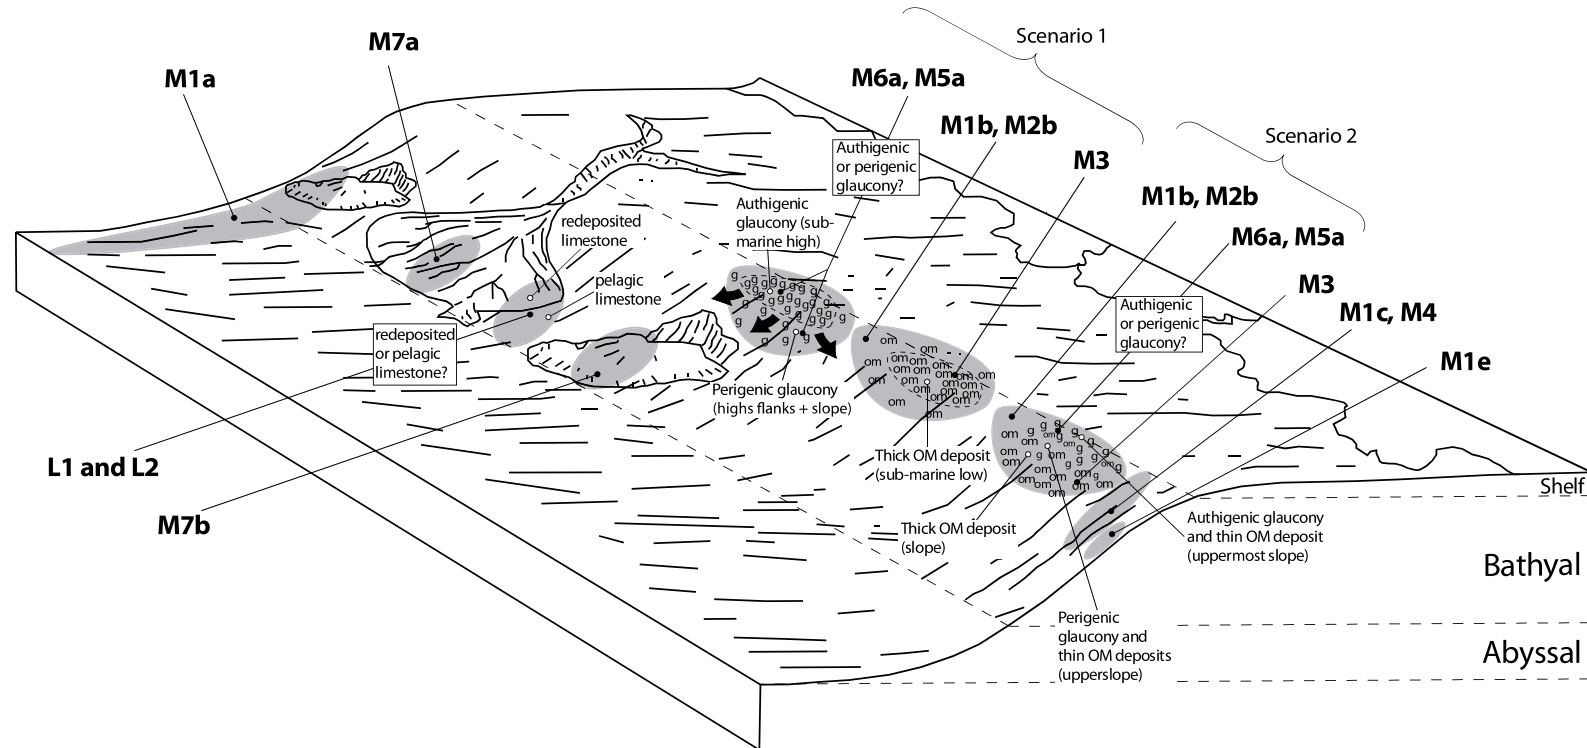 Scenario 1
M7a
M1a
M6a, M5a
M1b, M2b
Scenario 2
M3
Authigenic
or perigenic
glaucony?
M1b, M2b
M6a, M5a
Authigenic
glaucony (sub-
marine high)
redeposited
limestone
pelagic
limestone
M3
Authigenic
or perigenic
glaucony?
M1c, M4
redeposited
or pelagic
limestone?
M1e
Perigenic glaucony
(highs flanks + slope)
L1 and L2
Thick OM deposit
(sub-marine low)
Shelf
M7b
Thick OM deposit
(slope)
Authigenic glaucony
and thin OM deposit
(uppermost slope)
Bathyal
Perigenic
glaucony and
thin OM deposits
(upperslope)
Abyssal